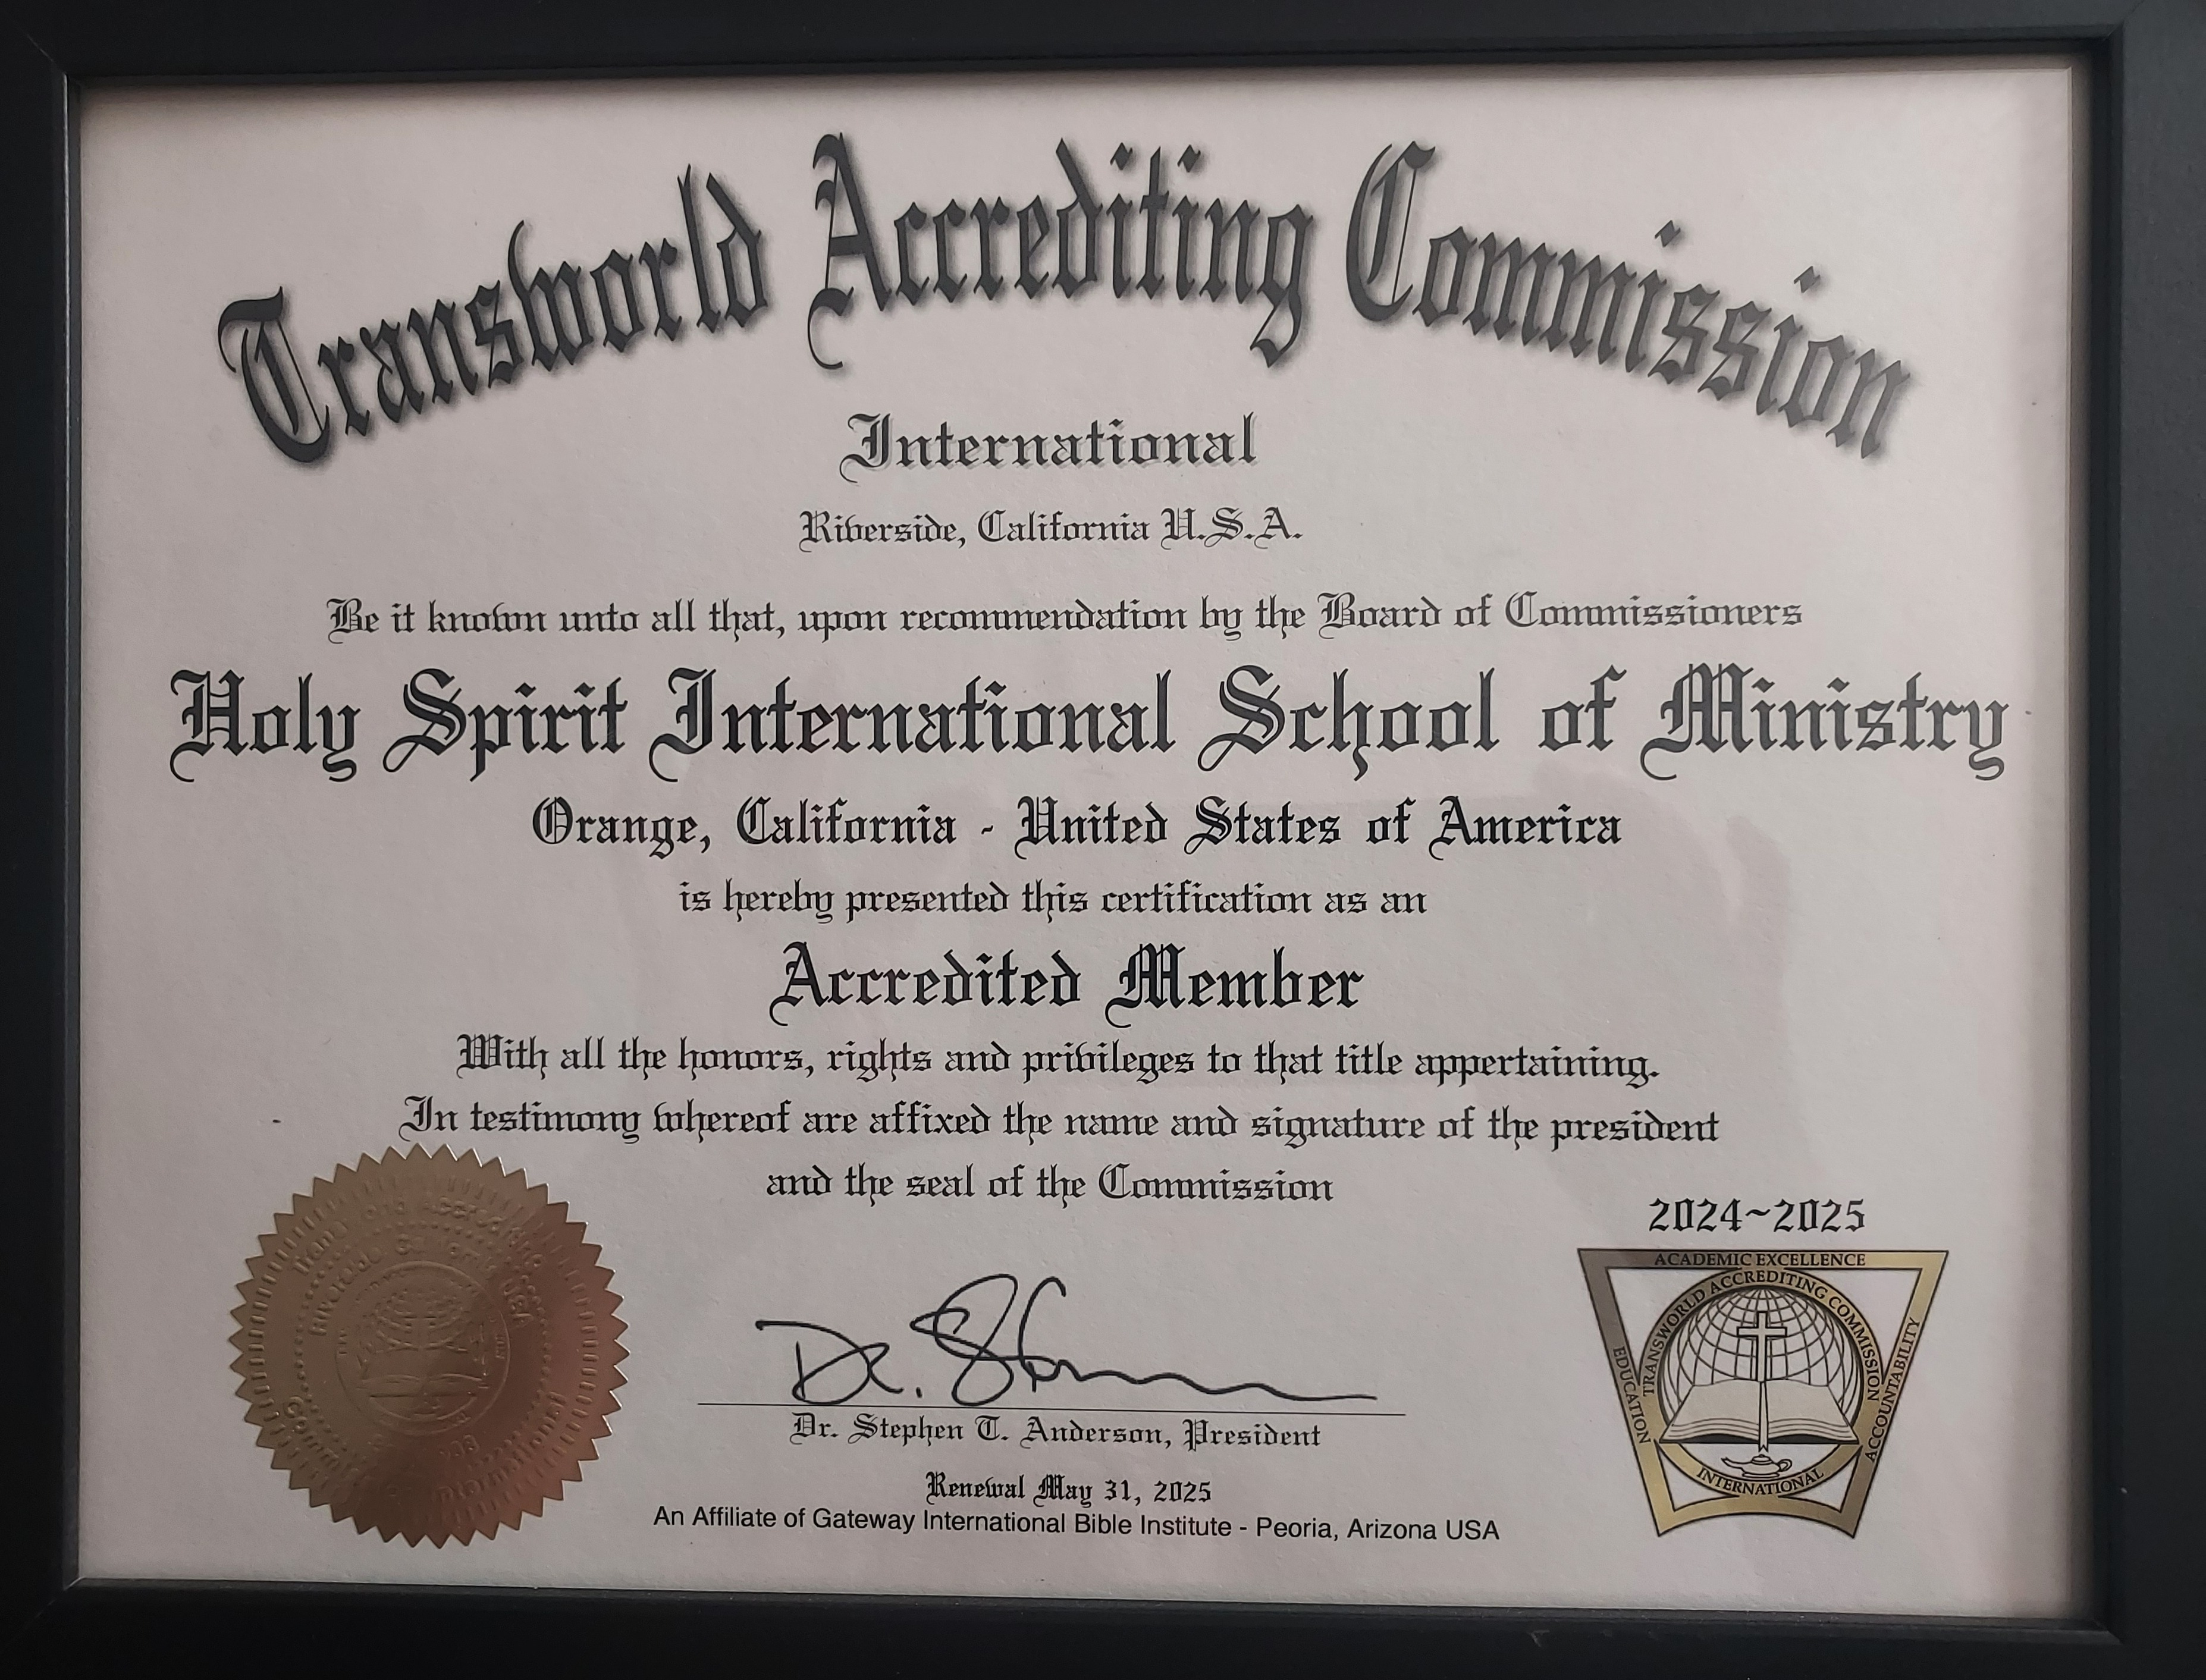 Transworld Accrediting Commission
International
Riverside, California U.S.A.
Be it known unto all that, upon recommendation by the Board of Commissioners
Holy Spirit International School of Ministry
Orange, California - United States of America
is hereby presented this certification as an
Accredited Member
With all the honors, rights and privileges to that title appertaining.
In testimony whereof are affixed the name and signature of the president
and the seal of the Commission
2024~2025
ACADEMIC EXCELLENCE
TRANSWORLD ACCREDITING COMMISSION
EDUCATION
ACCOUNTABILITY
INTERNATIONAL
Dr. Stephen T. Anderson, President
Renewal May 31, 2025
An Affiliate of Gateway International Bible Institute - Peoria, Arizona USA